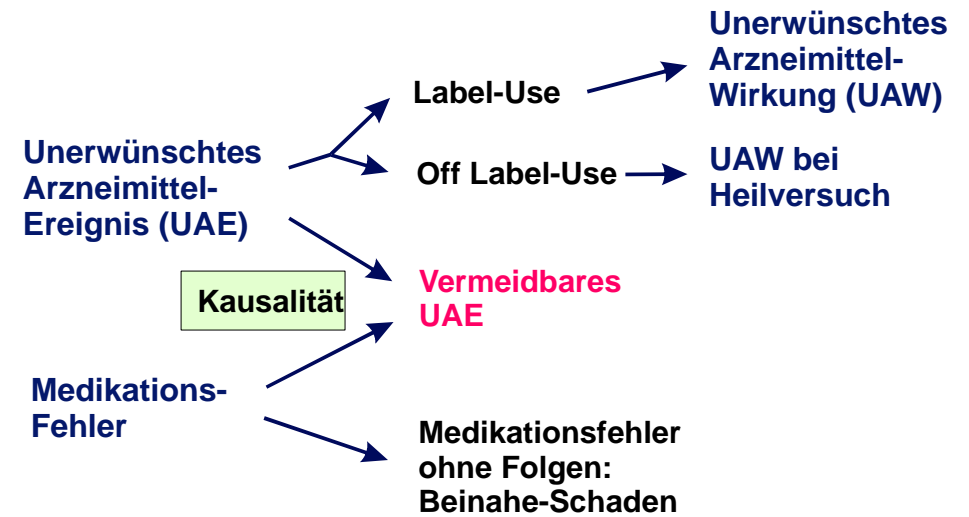 Unerwünschtes
Arzneimittel-
Wirkung (UAW)
Label-Use
Unerwünschtes
Arzneimittel-
Ereignis (UAE)
Off Label-Use
UAW bei
Heilversuch
Kausalität
Vermeidbares
UAE
Medikations-
Fehler
Medikationsfehler
ohne Folgen:
Beinahe-Schaden